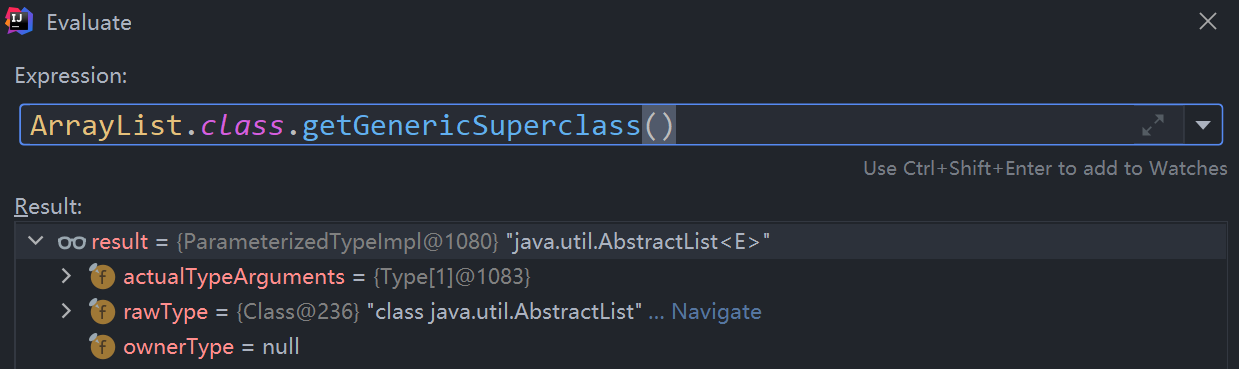 Evaluate
Expression:
ArrayList.class.getGenericSuperclass()
Use Ctrl+Shift+Enter to add to Watches
Result:
result = {ParameterizedTypeImpl@1080} "java.util.AbstractList<E>"
actualTypeArguments = {Type[1]@1083}
rawType = {Class@236} "class java.util.AbstractList" ... Navigate
ownerType = null